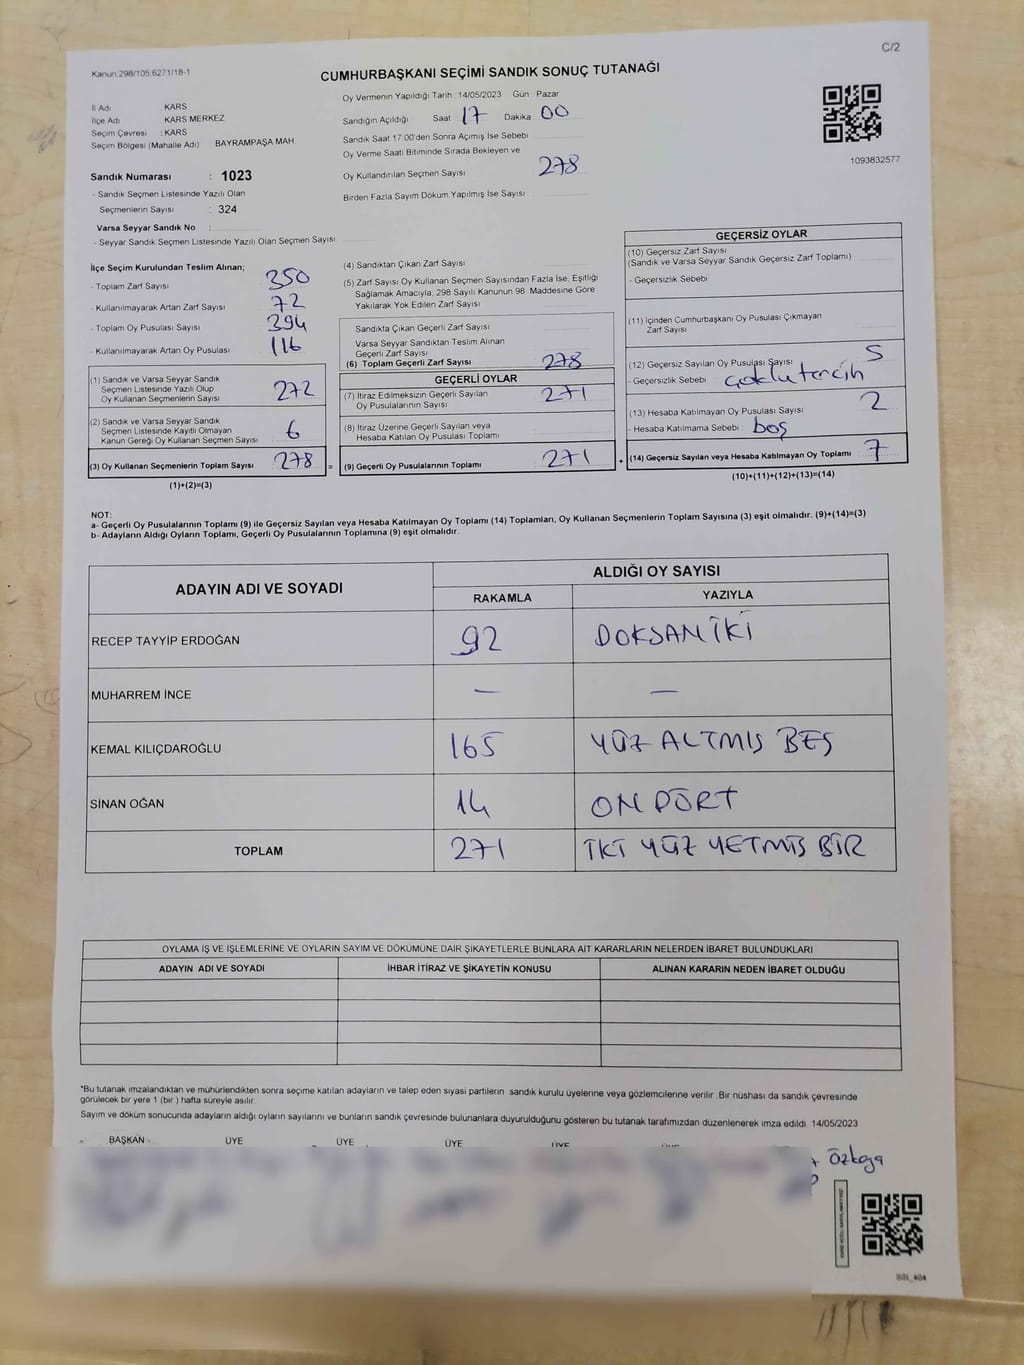 C/2
Kanun:298/105;6271/18-1
CUMHURBAŞKANI SEÇİMİ SANDIK SONUÇ TUTANAĞI
İl Adı KARS
İlçe Adı KARS MERKEZ
Seçim Çevresi : KARS
Seçim Bölgesi (Mahalle Adı) BAYRAMPAŞA MAH.
Sandık Numarası : 1023
- Sandık Seçmen Listesinde Yazılı Olan
Seçmenlerin Sayısı : 324
Varsa Seyyar Sandık No :
- Seyyar Sandık Seçmen Listesinde Yazılı Olan Seçmen Sayısı
Oy Vermenin Yapıldığı Tarih :14/05/2023 Gün : Pazar
Sandığın Açıldığı Saat 17 Dakika 00
Sandık Saat 17:00'den Sonra Açımış İse Sebebi
Oy Verme Saati Bitiminde Sırada Bekleyen ve
Oy Kullandırılan Seçmen Sayısı 278
Birden Fazla Sayım Döküm Yapılmış İse Sayısı
1093832577
İlçe Seçim Kurulundan Teslim Alınan;
- Toplam Zarf Sayısı 350
- Kullanılmayarak Artan Zarf Sayısı 72
- Toplam Oy Pusulası Sayısı 394
- Kullanılmayarak Artan Oy Pusulası 116
(1) Sandık ve Varsa Seyyar Sandık
Seçmen Listesinde Yazılı Olup
Oy Kullanan Seçmenlerin Sayısı 272
(2) Sandık ve Varsa Seyyar Sandık
Seçmen Listesinde Kayıtlı Olmayan
Kanun Gereği Oy Kullanan Seçmen Sayısı 6
(3) Oy Kullanan Seçmenlerin Toplam Sayısı 278 =
(1)+(2)=(3)
(4) Sandıktan Çıkan Zarf Sayısı
(5) Zarf Sayısı Oy Kullanan Seçmen Sayısından Fazla İse, Eşitliği
Sağlamak Amacıyla; 298 Sayılı Kanunun 98. Maddesine Göre
Yakılarak Yok Edilen Zarf Sayısı
Sandıkta Çıkan Geçerli Zarf Sayısı
Varsa Seyyar Sandıktan Teslim Alınan
Geçerli Zarf Sayısı
(6) Toplam Geçerli Zarf Sayısı 278
GEÇERLİ OYLAR
(7) İtiraz Edilmeksizin Geçerli Sayılan
Oy Pusulalarının Sayısı 271
(8) İtiraz Üzerine Geçerli Sayılan veya
Hesaba Katılan Oy Pusulası Toplamı
(9) Geçerli Oy Pusulalarının Toplamı 271 +
GEÇERSİZ OYLAR
(10) Geçersiz Zarf Sayısı
(Sandık ve Varsa Seyyar Sandık Geçersiz Zarf Toplamı)
- Geçersizlik Sebebi
(11) İçinden Cumhurbaşkanı Oy Pusulası Çıkmayan
Zarf Sayısı
(12) Geçersiz Sayılan Oy Pusulası Sayısı 5
- Geçersizlik Sebebi çoklu tercih
(13) Hesaba Katılmayan Oy Pusulası Sayısı 2
- Hesaba Katılmama Sebebi : boş
(14) Geçersiz Sayılan veya Hesaba Katılmayan Oy Toplamı 7
(10)+(11)+(12)+(13)=(14)
NOT:
a- Geçerli Oy Pusulalarının Toplamı (9) ile Geçersiz Sayılan veya Hesaba Katılmayan Oy Toplamı (14) Toplamları, Oy Kullanan Seçmenlerin Toplam Sayısına (3) eşit olmalıdır. (9)+(14)=(3)
b- Adayların Aldığı Oyların Toplamı, Geçerli Oy Pusulalarının Toplamına (9) eşit olmalıdır.
ADAYIN ADI VE SOYADI ALDIĞI OY SAYISI
RAKAMLA YAZIYLA
RECEP TAYYİP ERDOĞAN 92 DOKSAN İKİ
MUHARREM İNCE — —
KEMAL KILIÇDAROĞLU 165 YÜZ ALTMIŞ BEŞ
SİNAN OĞAN 14 ON DÖRT
TOPLAM 271 İKİ YÜZ YETMİŞ BİR
OYLAMA İŞ VE İŞLEMLERİNE VE OYLARIN SAYIM VE DÖKÜMÜNE DAİR ŞİKAYETLERLE BUNLARA AİT KARARLARIN NELERDEN İBARET BULUNDUKLARI
ADAYIN ADI VE SOYADI İHBAR İTİRAZ VE ŞİKAYETİN KONUSU ALINAN KARARIN NEDEN İBARET OLDUĞU
*Bu tutanak imzalandıktan ve mühürlendikten sonra seçime katılan adayların ve talep eden siyasi partilerin sandık kurulu üyelerine veya gözlemcilerine verilir. Bir nüshası da sandık çevresinde
görülecek bir yere 1 (bir ) hafta süreyle asılır.
Sayım ve döküm sonucunda adayların aldığı oyların sayılarını ve bunların sandık çevresinde bulunanlara duyurulduğunu gösteren bu tutanak tarafımızdan düzenlenerek imza edildi. 14/05/2023
BAŞKAN ÜYE ÜYE ÜYE ÜYE ÜYE
Özkoja
SSI_404